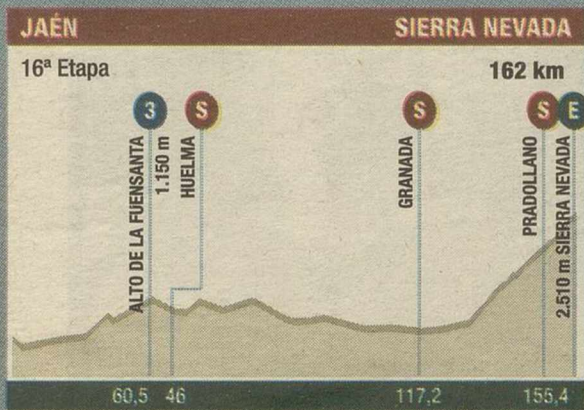 JAÉN
SIERRA NEVADA
16ª Etapa
162 km
3
S
S
S
E
ALTO DE LA FUENSANTA
1.150 m
HUELMA
GRANADA
PRADOLLANO
2.510 m SIERRA NEVADA
60,5
46
117,2
155,4